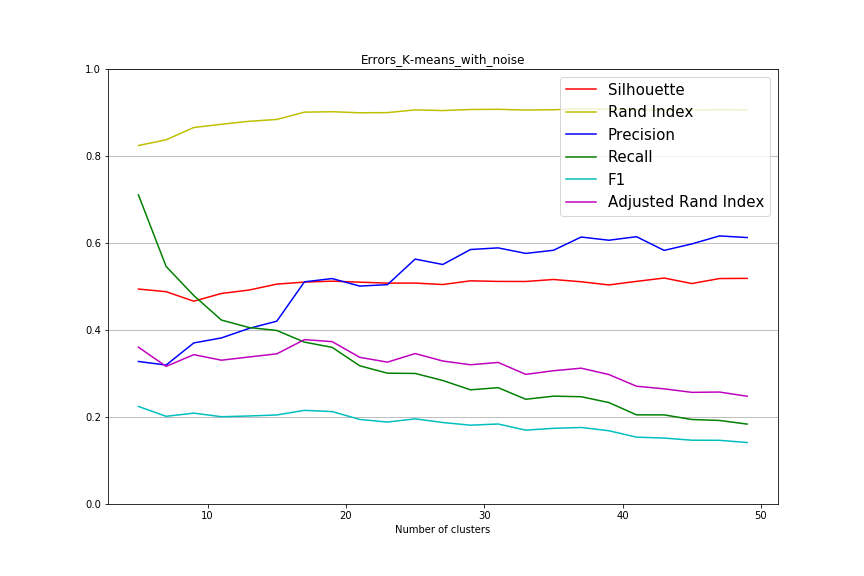 Errors_K-means_with_noise
1.0
0.8
0.6
0.4
0.2
0.0
Silhouette
Rand Index
Precision
Recall
F1
Adjusted Rand Index
10
20
30
40
50
Number of clusters